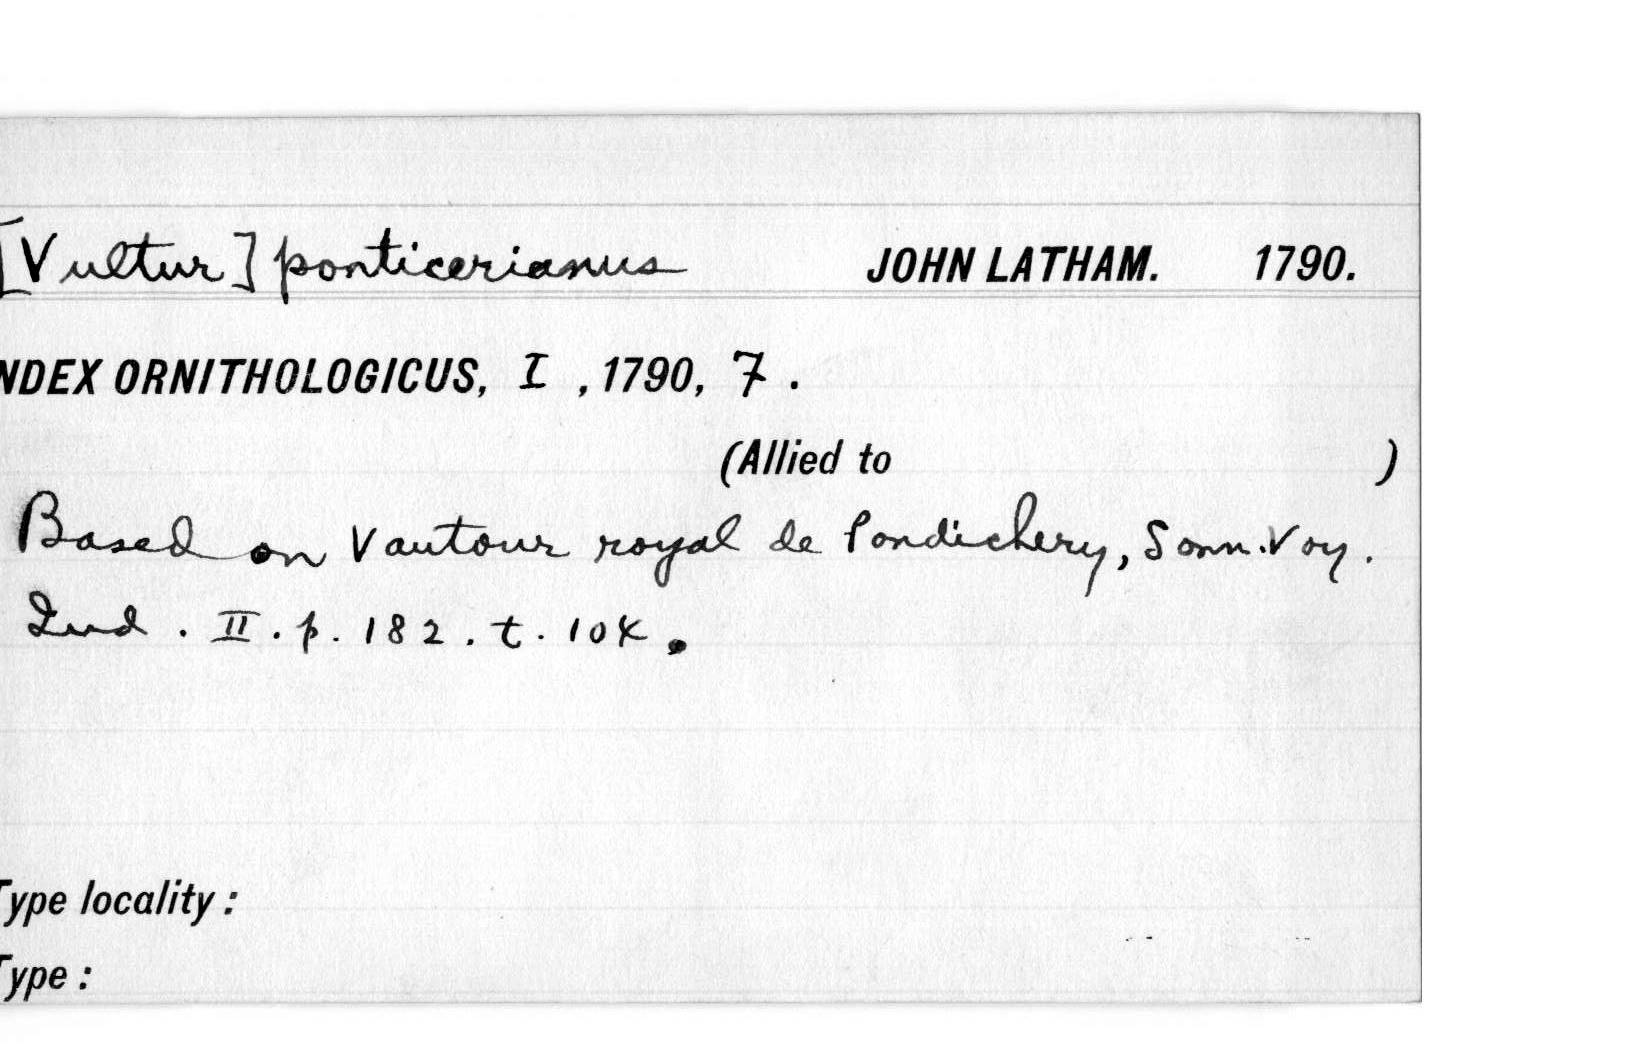 [Vultur] ponticerianus JOHN LATHAM. 1790.
NDEX ORNITHOLOGICUS, I , 1790, 7 .
(Allied to )
Based on Vautour royal de Pondichery, Sonn. Voy.
Ind. II. p. 182. t. 104.
Type locality :
Type :